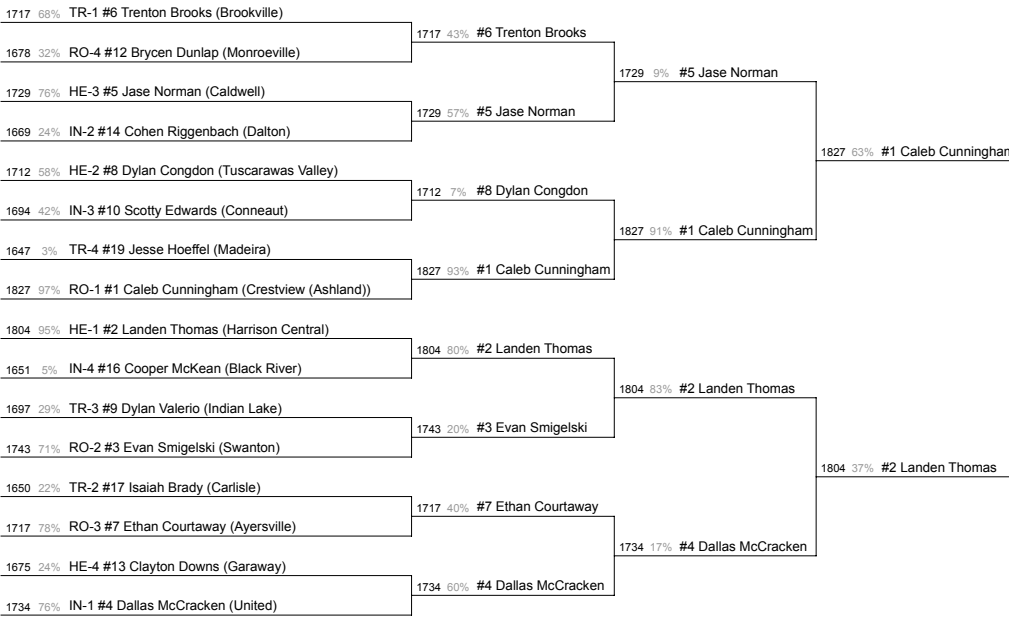 1717 68% TR-1 #6 Trenton Brooks (Brookville)
1717 43% #6 Trenton Brooks
1678 32% RO-4 #12 Brycen Dunlap (Monroeville)
1729 9% #5 Jase Norman
1729 76% HE-3 #5 Jase Norman (Caldwell)
1729 57% #5 Jase Norman
1669 24% IN-2 #14 Cohen Riggenbach (Dalton)
1827 63% #1 Caleb Cunningham
1712 58% HE-2 #8 Dylan Congdon (Tuscarawas Valley)
1712 7% #8 Dylan Congdon
1694 42% IN-3 #10 Scotty Edwards (Conneaut)
1827 91% #1 Caleb Cunningham
1647 3% TR-4 #19 Jesse Hoeffel (Madeira)
1827 93% #1 Caleb Cunningham
1827 97% RO-1 #1 Caleb Cunningham (Crestview (Ashland))
1804 95% HE-1 #2 Landen Thomas (Harrison Central)
1804 80% #2 Landen Thomas
1651 5% IN-4 #16 Cooper McKean (Black River)
1804 83% #2 Landen Thomas
1697 29% TR-3 #9 Dylan Valerio (Indian Lake)
1743 20% #3 Evan Smigelski
1743 71% RO-2 #3 Evan Smigelski (Swanton)
1804 37% #2 Landen Thomas
1650 22% TR-2 #17 Isaiah Brady (Carlisle)
1717 40% #7 Ethan Courtaway
1717 78% RO-3 #7 Ethan Courtaway (Ayersville)
1734 17% #4 Dallas McCracken
1675 24% HE-4 #13 Clayton Downs (Garaway)
1734 60% #4 Dallas McCracken
1734 76% IN-1 #4 Dallas McCracken (United)